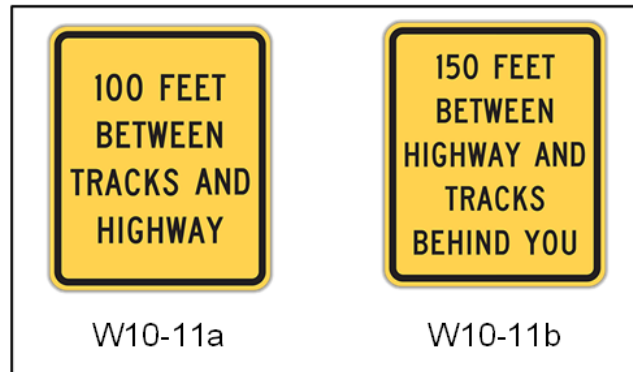 100 FEET
BETWEEN
TRACKS AND
HIGHWAY
W10-11a
150 FEET
BETWEEN
HIGHWAY AND
TRACKS
BEHIND YOU
W10-11b